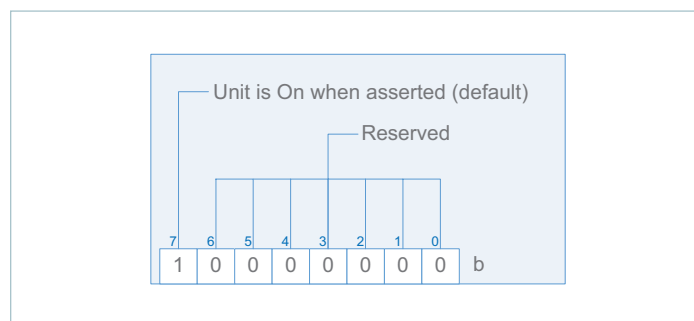 Unit is On when asserted (default)
Reserved
7 6 5 4 3 2 1 0
1 0 0 0 0 0 0 0 b